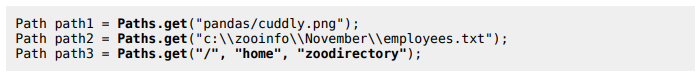 Path path1 = Paths.get("pandas/cuddly.png");
Path path2 = Paths.get("c:\\zooinfo\\November\\employees.txt");
Path path3 = Paths.get("/", "home", "zoodirectory");